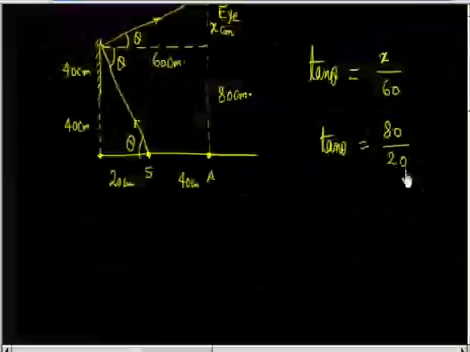 Eye
x cm
θ
θ
60cm
40cm
80cm.
40cm
θ
20cm
S
40cm
A
tanθ = x/60
tanθ = 80/20